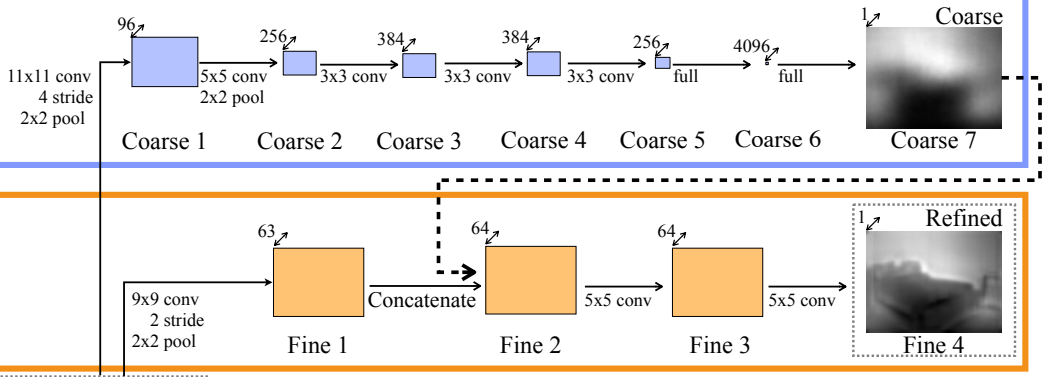 96
256
384
384
256
4096
1
Coarse
11x11 conv
4 stride
2x2 pool
5x5 conv
2x2 pool
3x3 conv
3x3 conv
3x3 conv
full
full
Coarse 1
Coarse 2
Coarse 3
Coarse 4
Coarse 5
Coarse 6
Coarse 7
63
64
64
1
Refined
9x9 conv
2 stride
2x2 pool
Concatenate
5x5 conv
5x5 conv
Fine 1
Fine 2
Fine 3
Fine 4